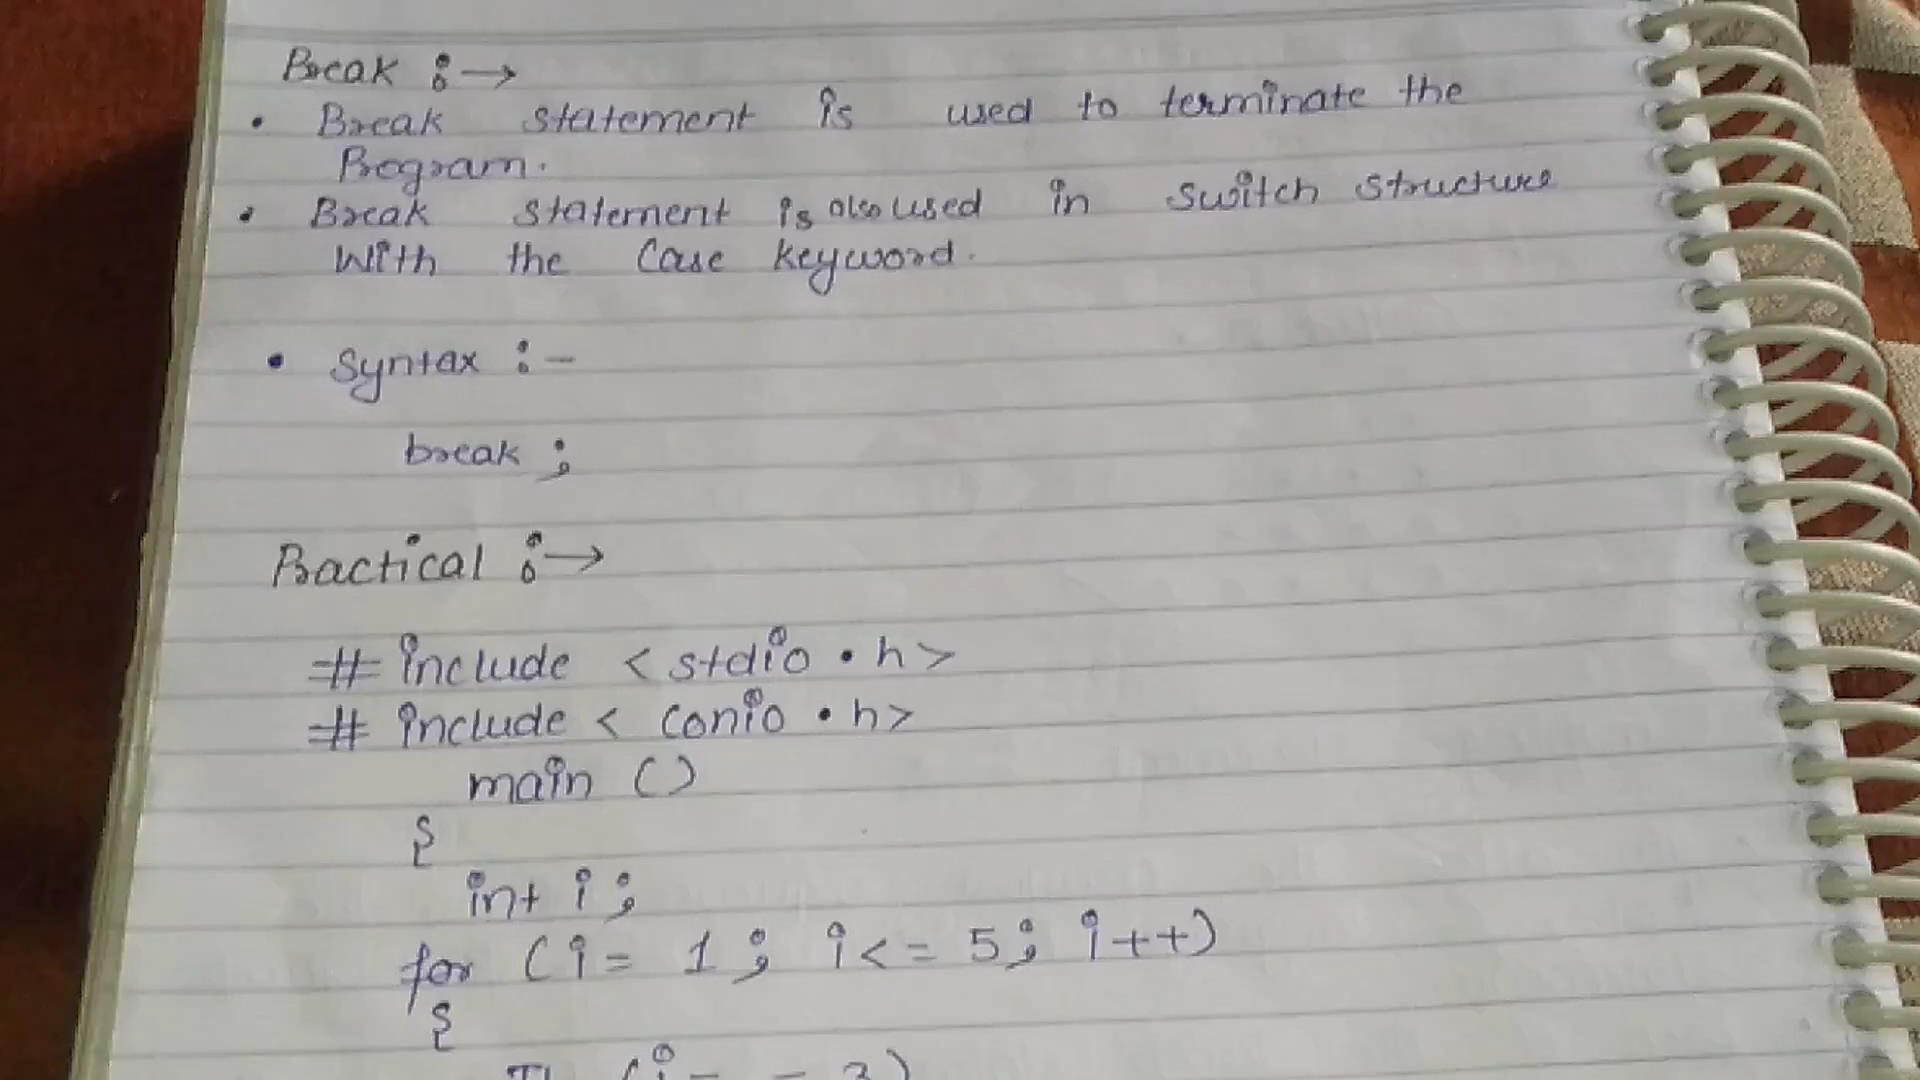 Break :→
• Break statement is used to terminate the
Program.
• Break statement is also used in switch structure
With the Case keyword.
• Syntax :-
break ;
Practical :→
# include < stdio . h >
# include < conio . h >
main ()
{
int i ;
for ( i = 1 ; i < = 5 ; i + + )
{
( i = = 3 )